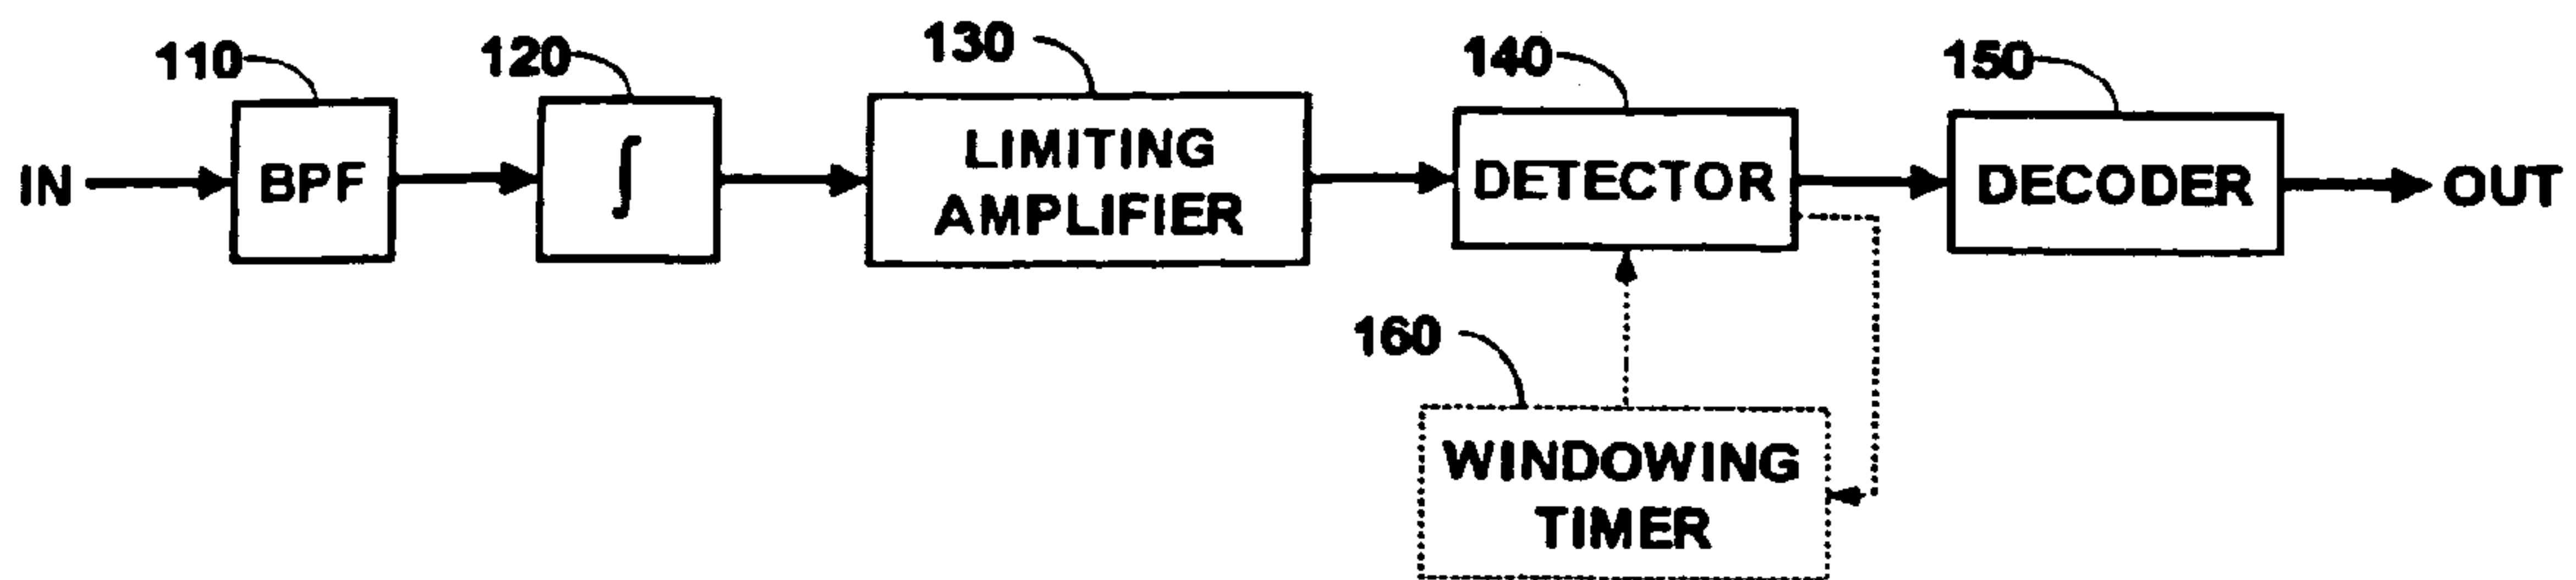 110
120
130
140
150
IN
BPF
∫
LIMITING
AMPLIFIER
DETECTOR
DECODER
OUT
160
WINDOWING
TIMER